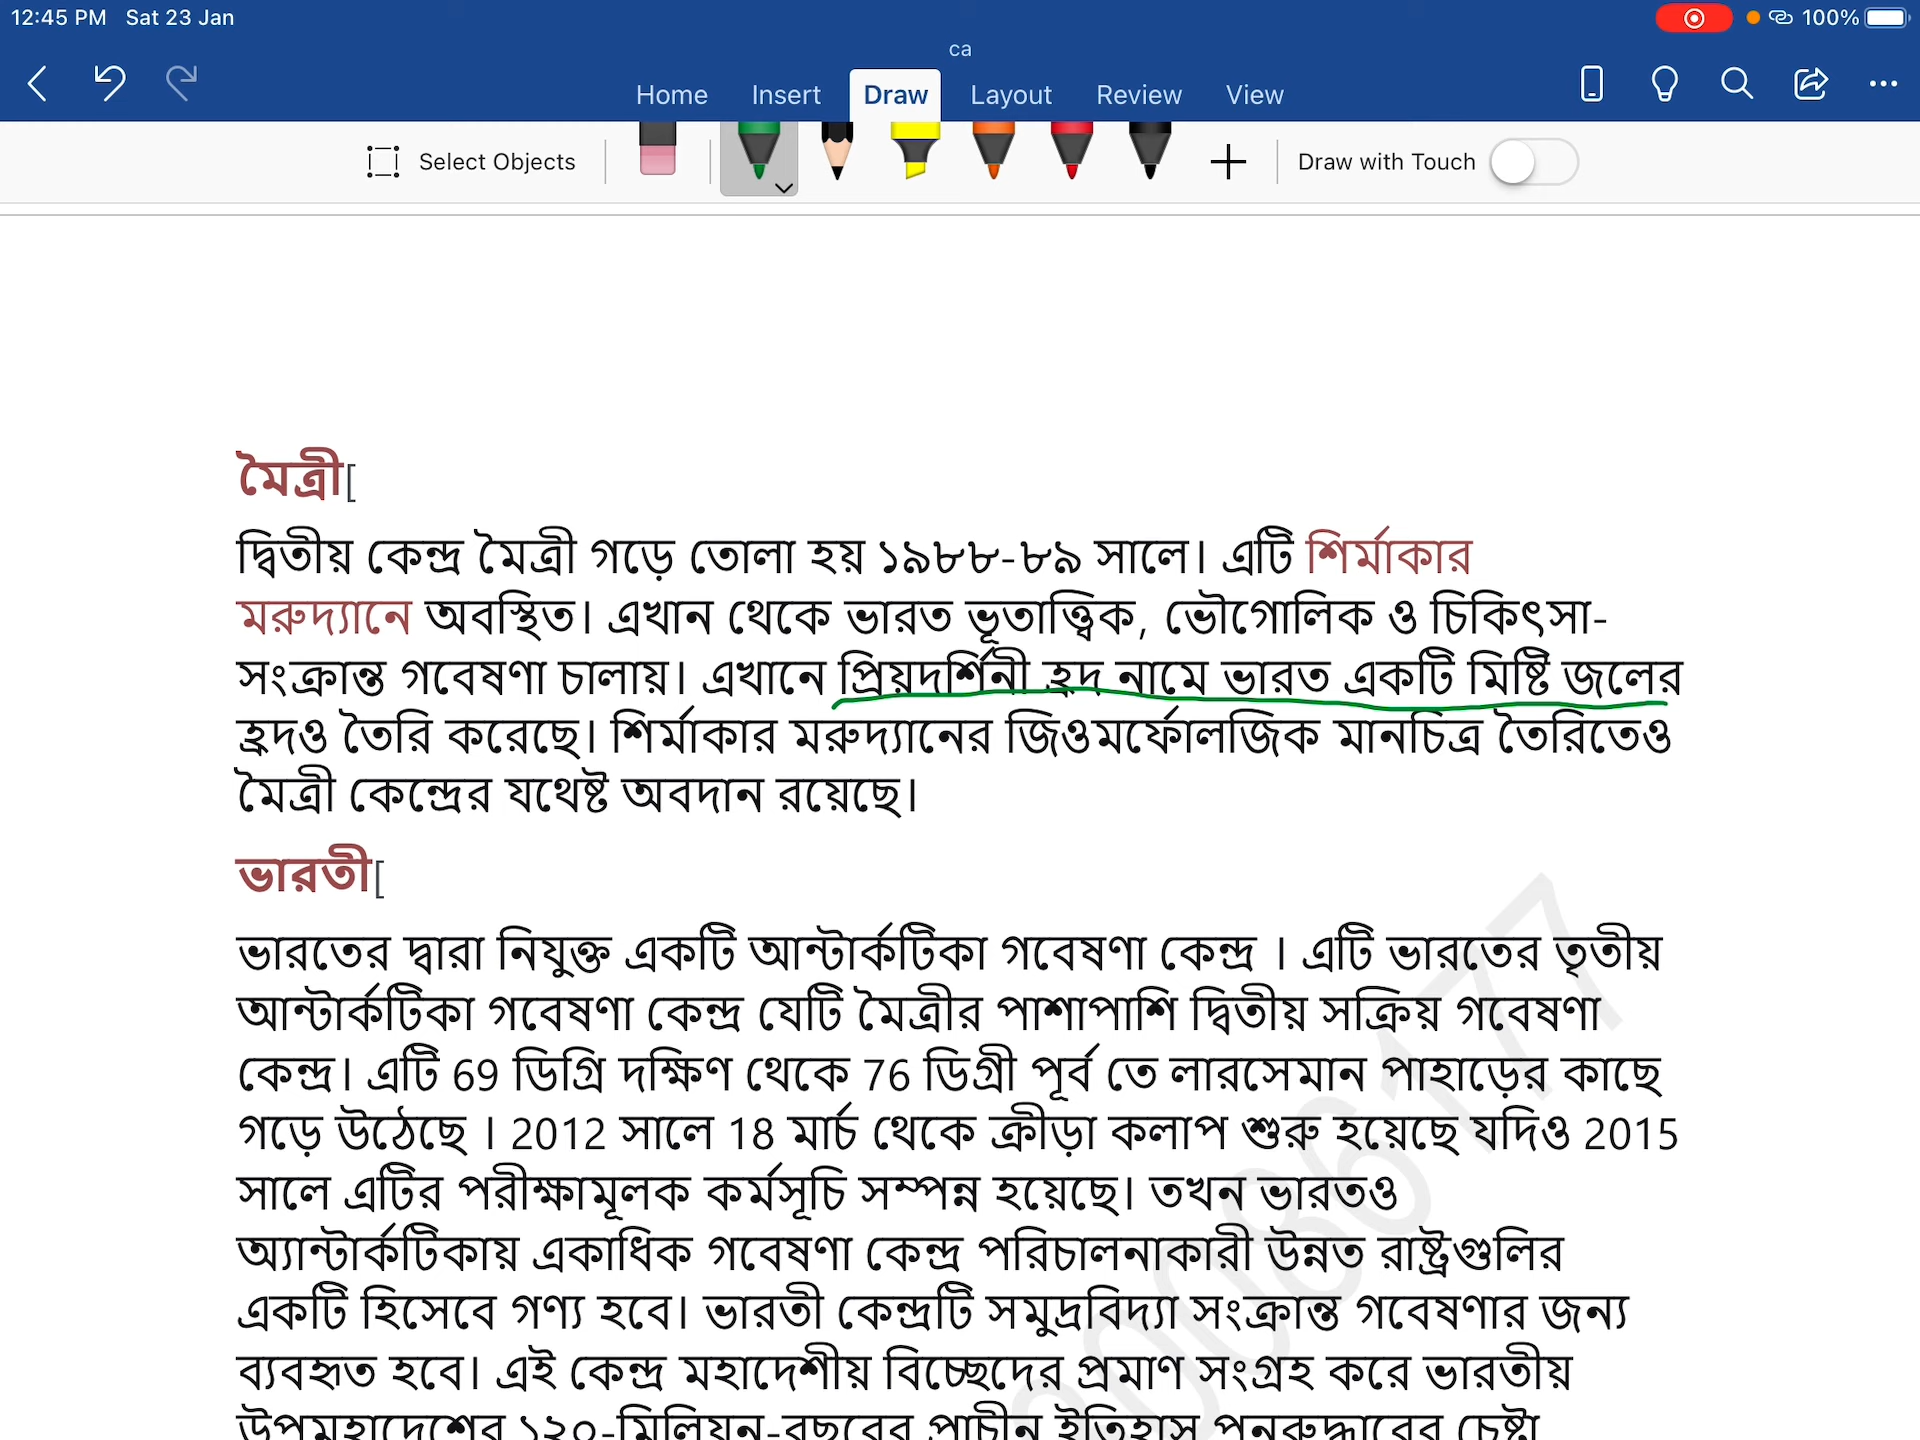 12:45 PM Sat 23 Jan
100%
ca
Home Insert Draw Layout Review View
Select Objects
Draw with Touch
মৈত্রী[
দ্বিতীয় কেন্দ্র মৈত্রী গড়ে তোলা হয় ১৯৮৮-৮৯ সালে। এটি শির্মাকার
মরুদ্যানে অবস্থিত। এখান থেকে ভারত ভূতাত্ত্বিক, ভৌগোলিক ও চিকিৎসা-
সংক্রান্ত গবেষণা চালায়। এখানে প্রিয়দর্শিনী হ্রদ নামে ভারত একটি মিষ্টি জলের
হ্রদও তৈরি করেছে। শির্মাকার মরুদ্যানের জিওমর্ফোলজিক মানচিত্র তৈরিতেও
মৈত্রী কেন্দ্রের যথেষ্ট অবদান রয়েছে।
ভারতী[
ভারতের দ্বারা নিযুক্ত একটি আন্টার্কটিকা গবেষণা কেন্দ্র । এটি ভারতের তৃতীয়
আন্টার্কটিকা গবেষণা কেন্দ্র যেটি মৈত্রীর পাশাপাশি দ্বিতীয় সক্রিয় গবেষণা
কেন্দ্র। এটি 69 ডিগ্রি দক্ষিণ থেকে 76 ডিগ্রী পূর্ব তে লারসেমান পাহাড়ের কাছে
গড়ে উঠেছে । 2012 সালে 18 মার্চ থেকে ক্রীড়া কলাপ শুরু হয়েছে যদিও 2015
সালে এটির পরীক্ষামূলক কর্মসূচি সম্পন্ন হয়েছে। তখন ভারতও
অ্যান্টার্কটিকায় একাধিক গবেষণা কেন্দ্র পরিচালনাকারী উন্নত রাষ্ট্রগুলির
একটি হিসেবে গণ্য হবে। ভারতী কেন্দ্রটি সমুদ্রবিদ্যা সংক্রান্ত গবেষণার জন্য
ব্যবহৃত হবে। এই কেন্দ্র মহাদেশীয় বিচ্ছেদের প্রমাণ সংগ্রহ করে ভারতীয়
উপমহাদেশের ১২০-মিলিয়ন-বছরের প্রাচীন ইতিহাস পুনরুদ্ধারের চেষ্টা